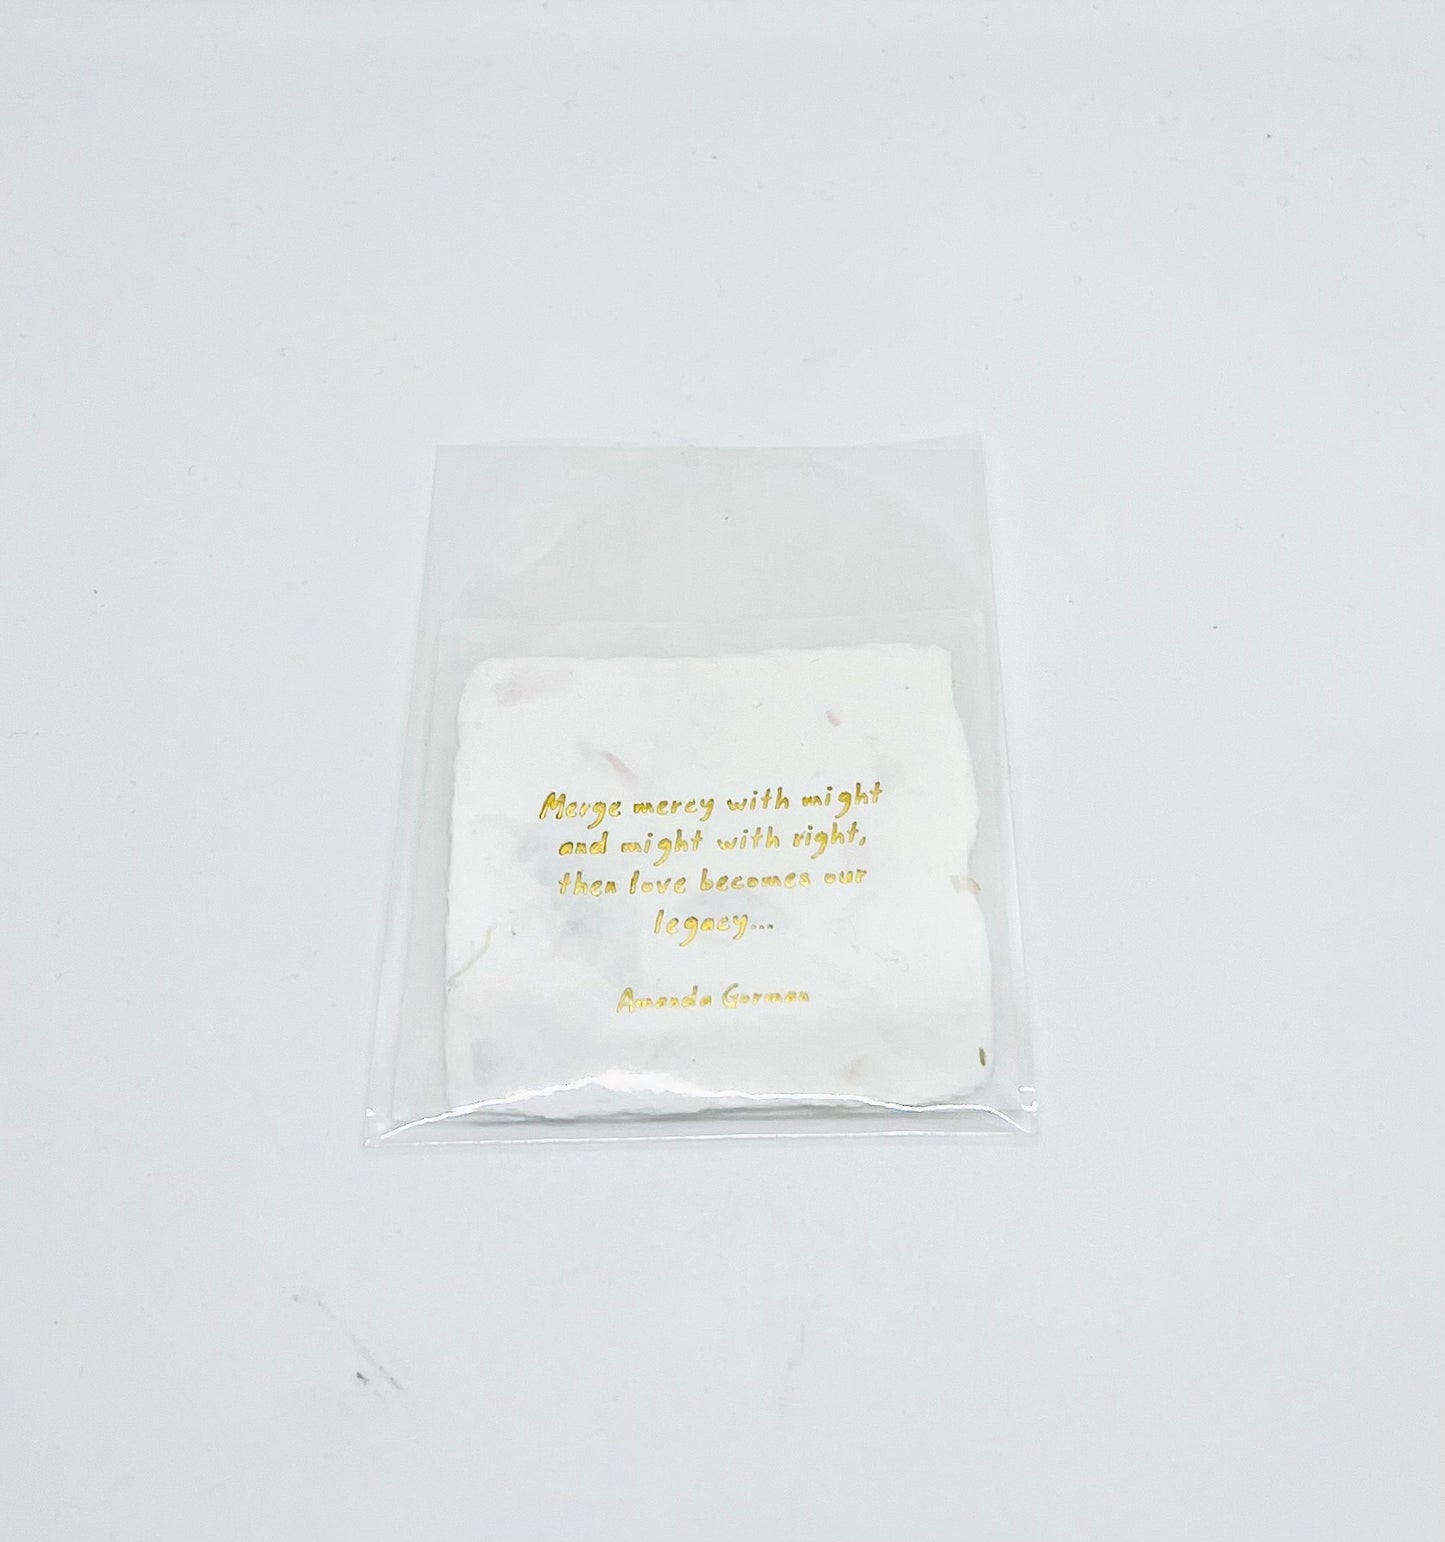 Merge mercy with might
and might with right,
then love becomes our
legacy...
Amanda Gorman